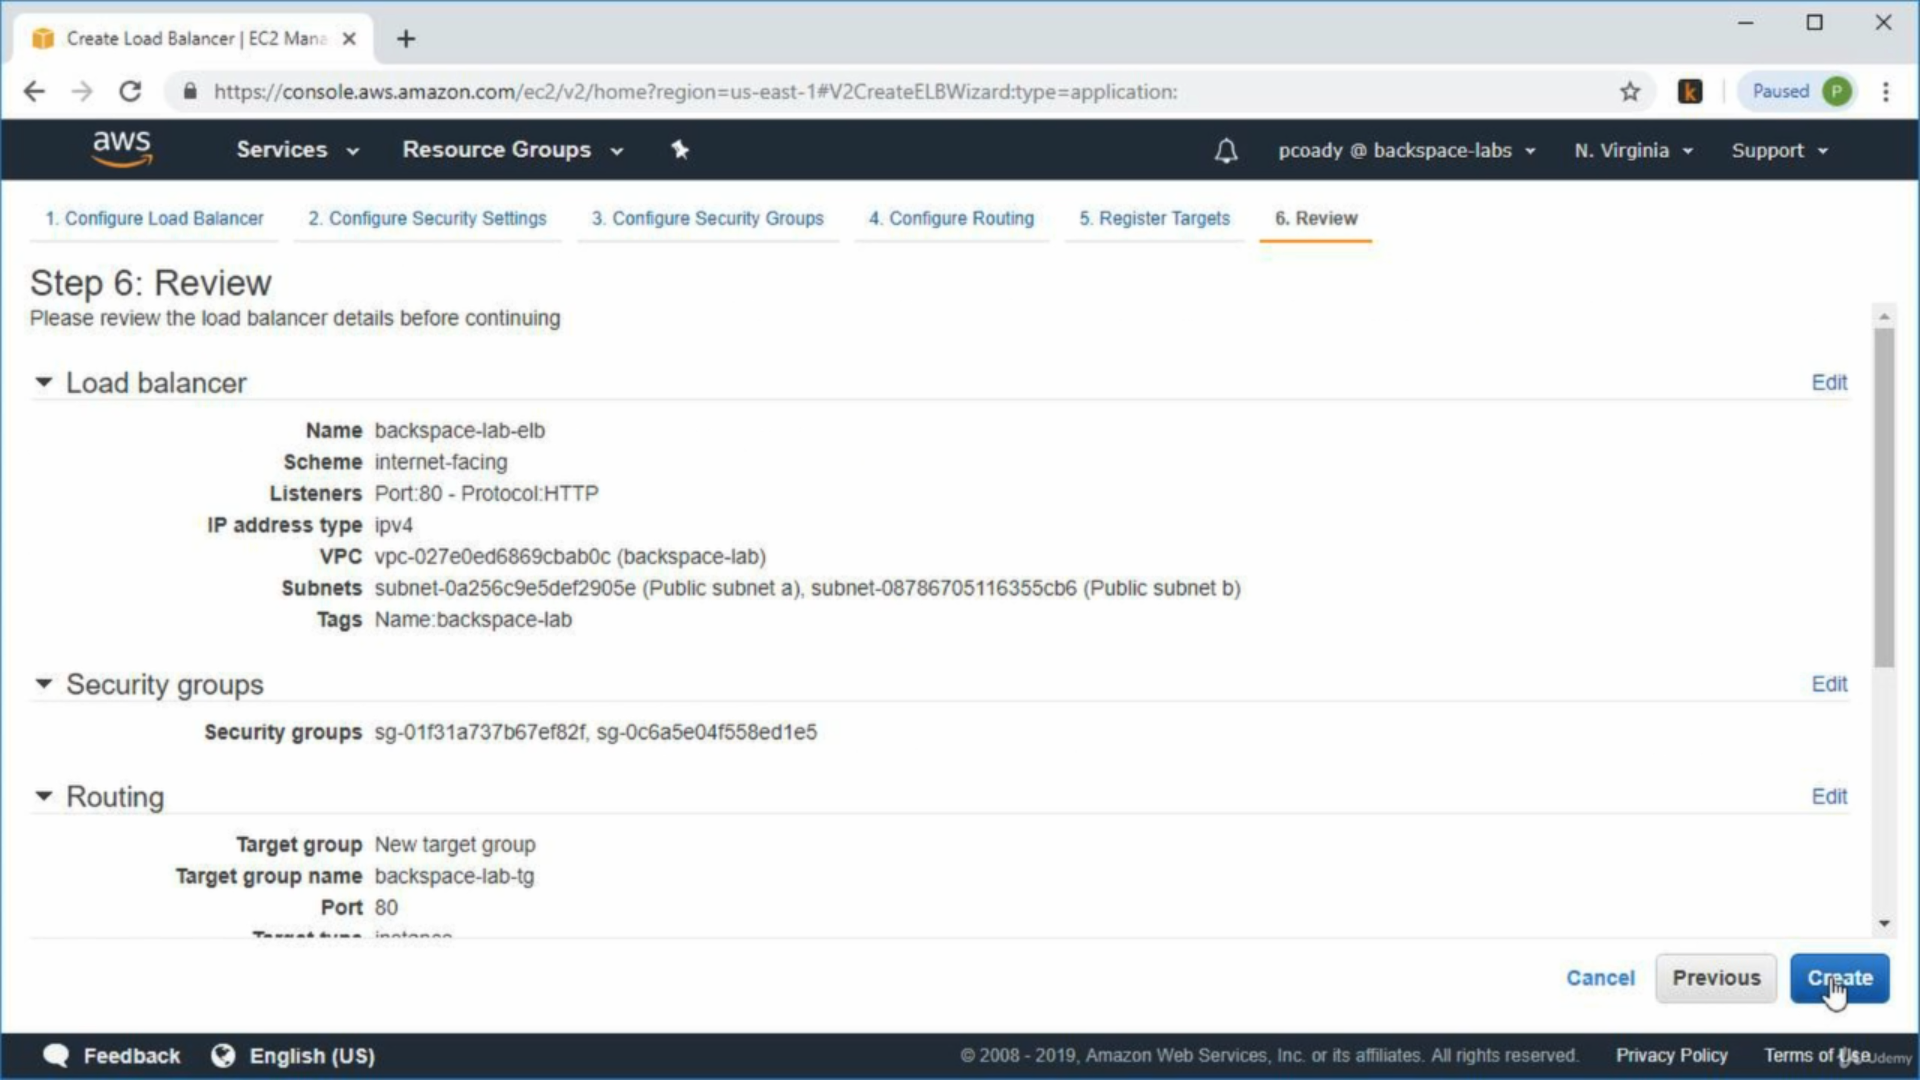 Create Load Balancer | EC2 Mana
https://console.aws.amazon.com/ec2/v2/home?region=us-east-1#V2CreateELBWizard:type=application:
k
Paused P
aws Services Resource Groups pcoady @ backspace-labs N. Virginia Support
1. Configure Load Balancer 2. Configure Security Settings 3. Configure Security Groups 4. Configure Routing 5. Register Targets 6. Review
Step 6: Review
Please review the load balancer details before continuing
Load balancer Edit
Name backspace-lab-elb
Scheme internet-facing
Listeners Port:80 - Protocol:HTTP
IP address type ipv4
VPC vpc-027e0ed6869cbab0c (backspace-lab)
Subnets subnet-0a256c9e5def2905e (Public subnet a), subnet-08786705116355cb6 (Public subnet b)
Tags Name:backspace-lab
Security groups Edit
Security groups sg-01f31a737b67ef82f, sg-0c6a5e04f558ed1e5
Routing Edit
Target group New target group
Target group name backspace-lab-tg
Port 80
Target type instance
Cancel Previous Create
Feedback English (US) © 2008 - 2019, Amazon Web Services, Inc. or its affiliates. All rights reserved. Privacy Policy Terms of Use
Udemy